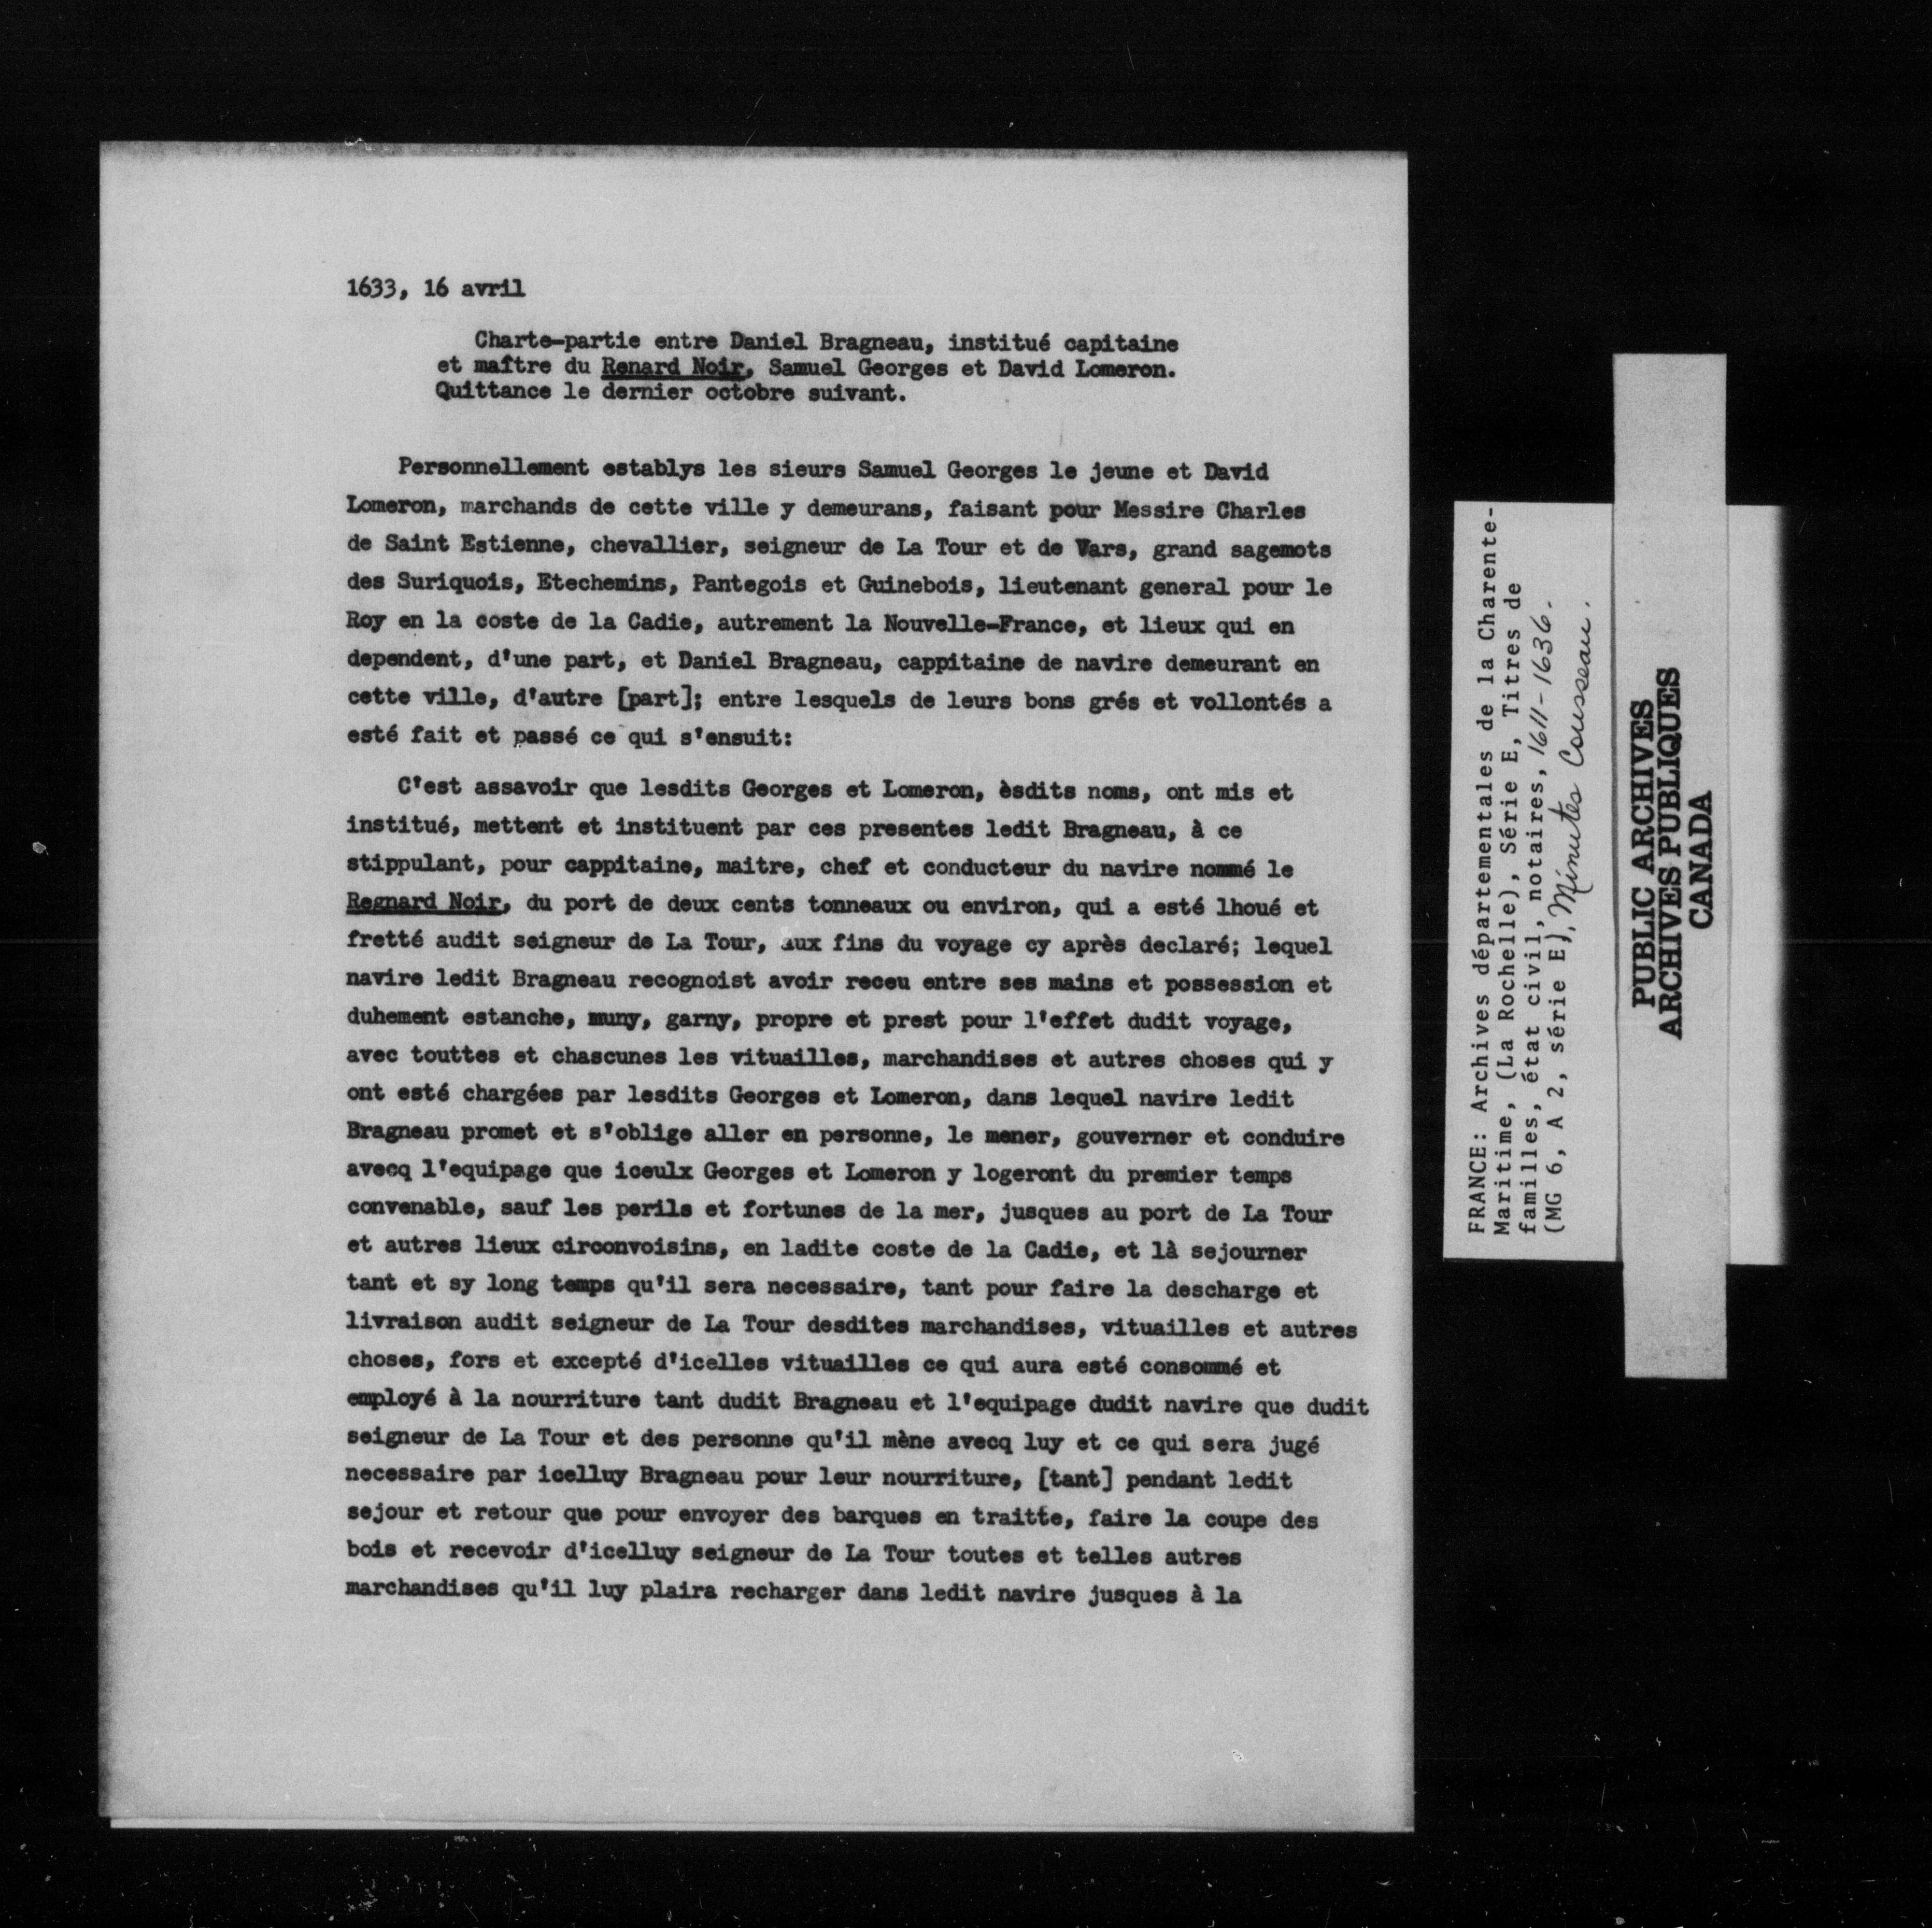 1633, 16 avril
Charte-partie entre Daniel Bragneau, institué capitaine
et maître du Renard Noir, Samuel Georges et David Lomeron.
Quittance le dernier octobre suivant.
Personnellement establys les sieurs Samuel Georges le jeune et David
Lomeron, marchands de cette ville y demeurans, faisant pour Messire Charles
de Saint Estienne, chevallier, seigneur de La Tour et de Vars, grand sagemots
des Suriquois, Etechemins, Pantegois et Guinebois, lieutenant general pour le
Roy en la coste de la Cadie, autrement la Nouvelle-France, et lieux qui en
dependent, d'une part, et Daniel Bragneau, cappitaine de navire demeurant en
cette ville, d'autre [part]; entre lesquels de leurs bons grés et vollontés a
esté fait et passé ce qui s'ensuit:
C'est assavoir que lesdits Georges et Lomeron, èsdits noms, ont mis et
institué, mettent et instituent par ces presentes ledit Bragneau, à ce
stippulant, pour cappitaine, maitre, chef et conducteur du navire nommé le
Regnard Noir, du port de deux cents tonneaux ou environ, qui a esté lhoué et
fretté audit seigneur de La Tour, aux fins du voyage cy après declaré; lequel
navire ledit Bragneau recognoist avoir receu entre ses mains et possession et
duhement estanche, muny, garny, propre et prest pour l'effet dudit voyage,
avec touttes et chascunes les vituailles, marchandises et autres choses qui y
ont esté chargées par lesdits Georges et Lomeron, dans lequel navire ledit
Bragneau promet et s'oblige aller en personne, le mener, gouverner et conduire
avecq l'equipage que iceulx Georges et Lomeron y logeront du premier temps
convenable, sauf les perils et fortunes de la mer, jusques au port de La Tour
et autres lieux circonvoisins, en ladite coste de la Cadie, et là sejourner
tant et sy long temps qu'il sera necessaire, tant pour faire la descharge et
livraison audit seigneur de La Tour desdites marchandises, vituailles et autres
choses, fors et excepté d'icelles vituailles ce qui aura esté consommé et
employé à la nourriture tant dudit Bragneau et l'equipage dudit navire que dudit
seigneur de La Tour et des personne qu'il mène avecq luy et ce qui sera jugé
necessaire par icelluy Bragneau pour leur nourriture, [tant] pendant ledit
sejour et retour que pour envoyer des barques en traitte, faire la coupe des
bois et recevoir d'icelluy seigneur de La Tour toutes et telles autres
marchandises qu'il luy plaira recharger dans ledit navire jusques à la
FRANCE: Archives départementales de la Charente-
Maritime, (La Rochelle), Série E, Titres de
familles, état civil, notaires, 1611-1636.
(MG 6, A 2, série E), Minutes Cousseau.
PUBLIC ARCHIVES
ARCHIVES PUBLIQUES
CANADA